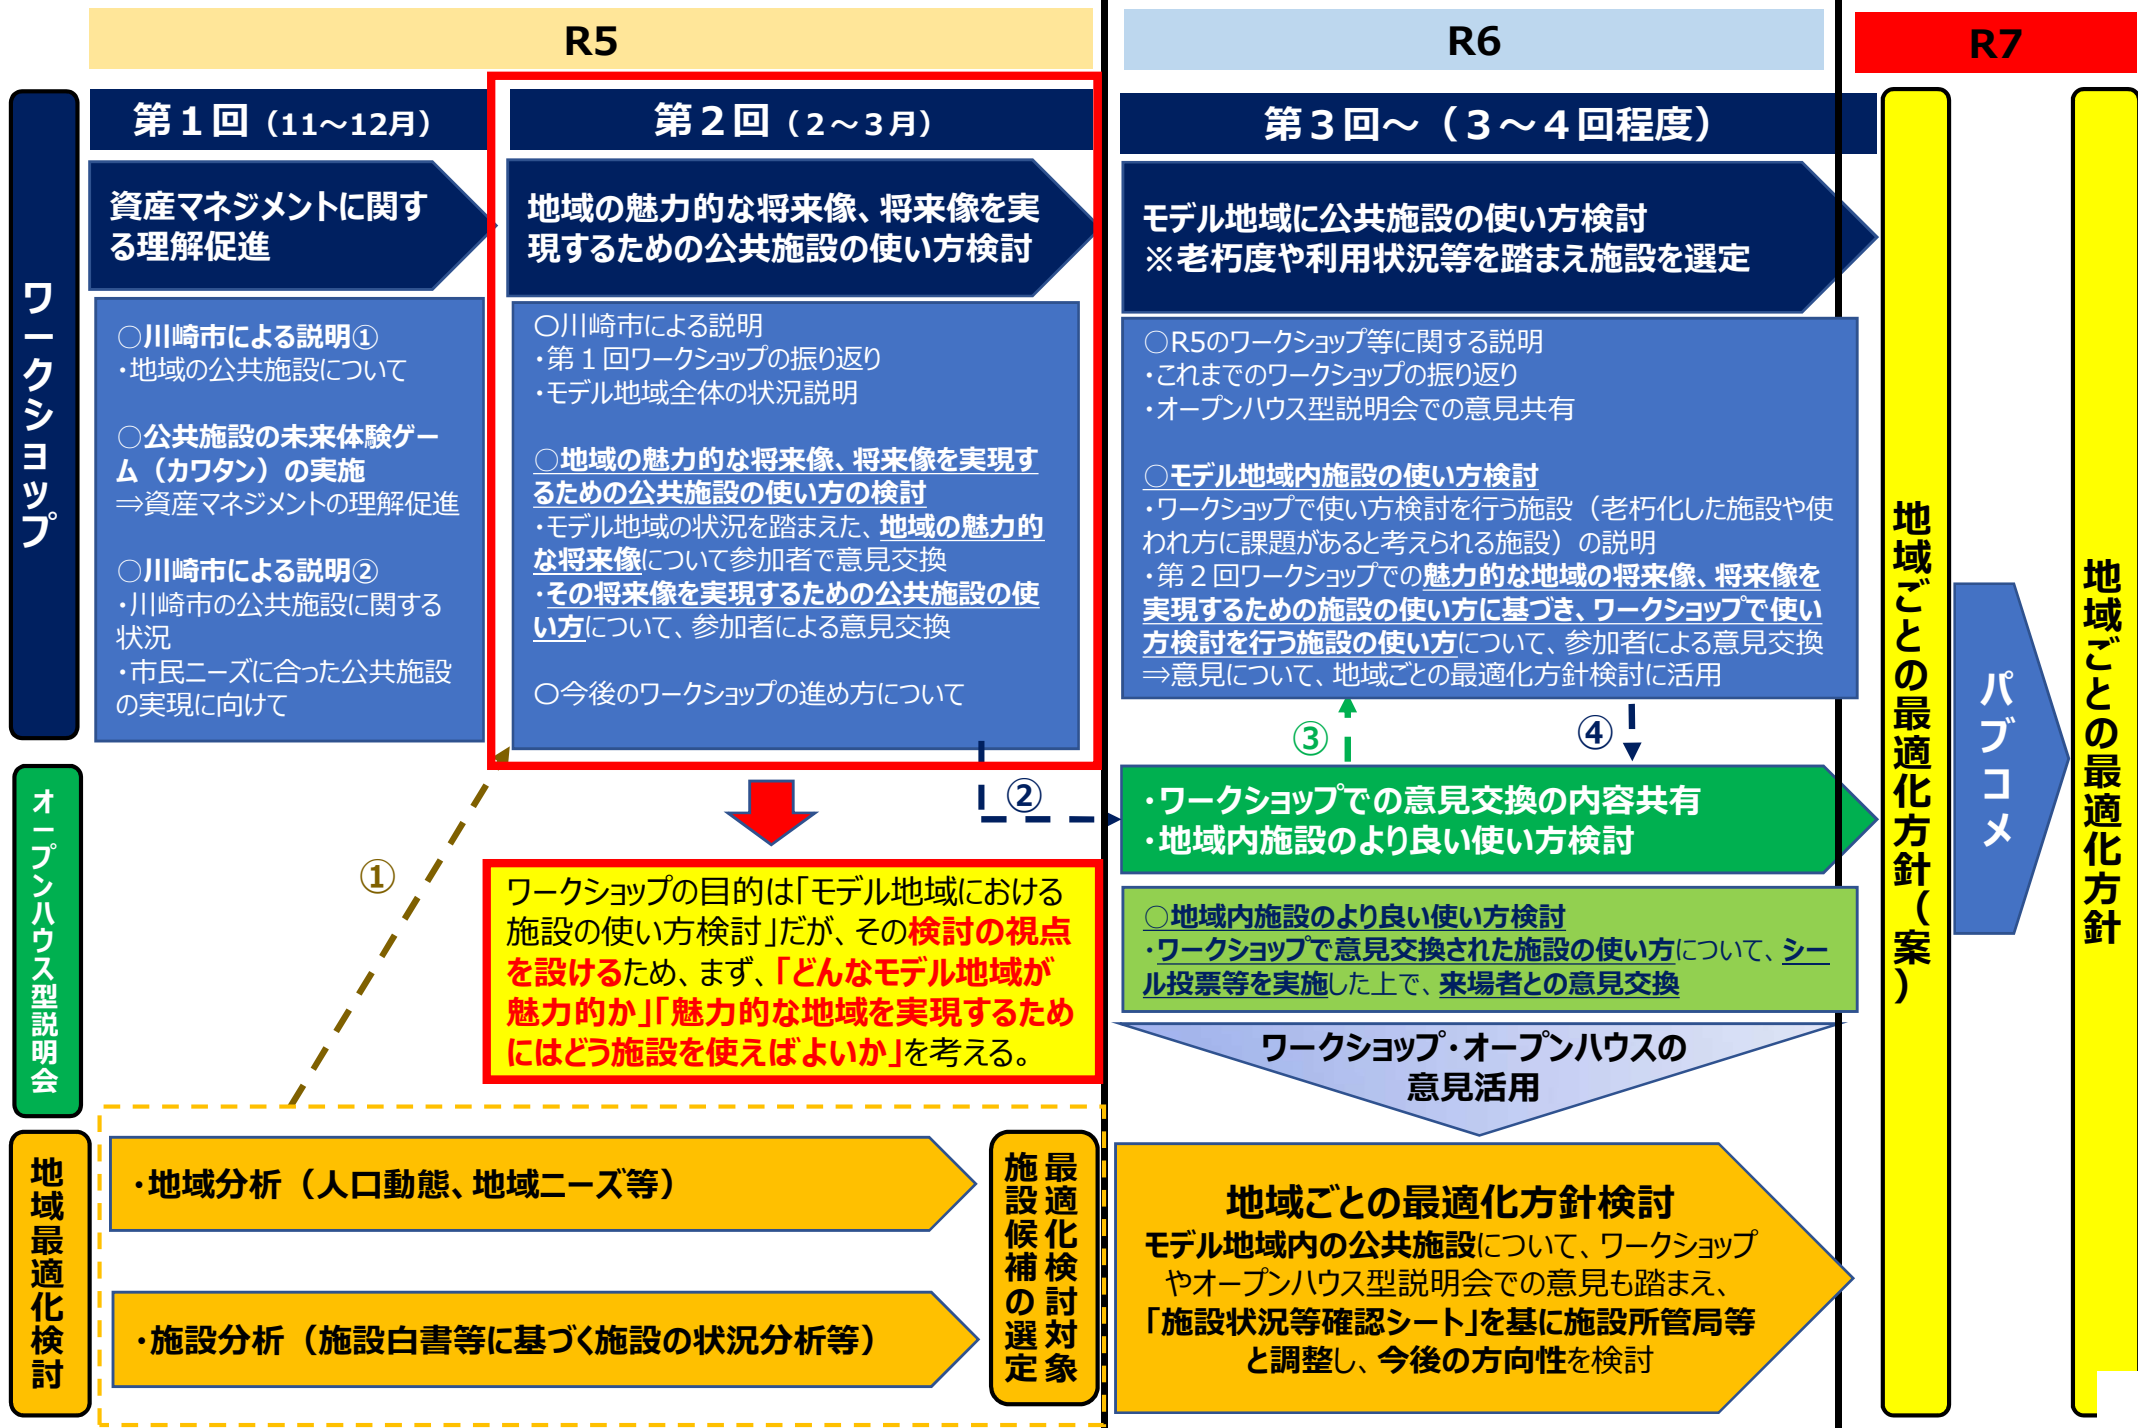 R5
R6
R7
ワークショップ
第１回（11～12月）
資産マネジメントに関す
る理解促進
○川崎市による説明①
・地域の公共施設について
○公共施設の未来体験ゲー
ム（カワタン）の実施
⇒資産マネジメントの理解促進
○川崎市による説明②
・川崎市の公共施設に関する
状況
・市民ニーズに合った公共施設
の実現に向けて
第２回（２～３月）
地域の魅力的な将来像、将来像を実
現するための公共施設の使い方検討
○川崎市による説明
・第１回ワークショップの振り返り
・モデル地域全体の状況説明
○地域の魅力的な将来像、将来像を実現す
るための公共施設の使い方の検討
・モデル地域の状況を踏まえた、地域の魅力的
な将来像について参加者で意見交換
・その将来像を実現するための公共施設の使
い方について、参加者による意見交換
○今後のワークショップの進め方について
第３回～（３～４回程度）
モデル地域に公共施設の使い方検討
※老朽度や利用状況等を踏まえ施設を選定
○R5のワークショップ等に関する説明
・これまでのワークショップの振り返り
・オープンハウス型説明会での意見共有
○モデル地域内施設の使い方検討
・ワークショップで使い方検討を行う施設（老朽化した施設や使
われ方に課題があると考えられる施設）の説明
・第２回ワークショップでの魅力的な地域の将来像、将来像を
実現するための施設の使い方に基づき、ワークショップで使い
方検討を行う施設の使い方について、参加者による意見交換
⇒意見について、地域ごとの最適化方針検討に活用
③
④
②
①
オープンハウス型説明会
ワークショップの目的は「モデル地域における
施設の使い方検討」だが、その検討の視点
を設けるため、まず、「どんなモデル地域が
魅力的か」「魅力的な地域を実現するため
にはどう施設を使えばよいか」を考える。
・ワークショップでの意見交換の内容共有
・地域内施設のより良い使い方検討
○地域内施設のより良い使い方検討
・ワークショップで意見交換された施設の使い方について、シー
ル投票等を実施した上で、来場者との意見交換
ワークショップ・オープンハウスの
意見活用
地域最適化検討
・地域分析（人口動態、地域ニーズ等）
・施設分析（施設白書等に基づく施設の状況分析等）
最適化検討対象
施設候補の選定
地域ごとの最適化方針検討
モデル地域内の公共施設について、ワークショップ
やオープンハウス型説明会での意見も踏まえ、
「施設状況等確認シート」を基に施設所管局等
と調整し、今後の方向性を検討
地域ごとの最適化方針（案）
パブコメ
地域ごとの最適化方針